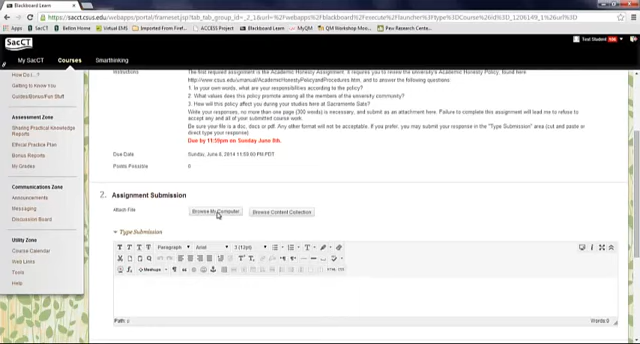 Blackboard Learn
https://sacct.csus.edu/webapps/portal/frameset.jsp?tab_tab_group_id=_2_1&url=%2Fwebapps%2Fblackboard%2Fexecute%2Flauncher%3Ftype%3DCourse%26id%3D_1206149_1%26url%3D
Apps
SacCT
Bellon Home
Virtual EMS
Imported From Firef...
ACCESS Project
MyQM
QM Workshop Mod...
Pew Research Cente...
SacCT
Test Student
My SacCT
Courses
Smarthinking
How Do I...?
Getting to Know You
Guides/Bonus/Fun Stuff
Assessment Zone
Sharing Practical Knowledge Reports
Ethical Practice Plan
Bonus Reports
My Grades
Communications Zone
Announcements
Messaging
Discussion Board
Utility Zone
Course Calendar
Web Links
Tools
Help
Instructions
The first required assignment is the Academic Honesty Assignment. It requires you to review the university's Academic Honesty Policy, found here
http://www.csus.edu/umanual/AcademicHonestyPolicyandProcedures.htm, and to answer the following questions:
1. In your own words, what are you responsibilities according to the policy?
2. What values does this policy promote among all the members of the university community?
3. How will this policy affect you during your studies here at Sacramento State?
Write your responses, no more than one page (300 words) is necessary, and submit as an attachment here. Failure to complete this assignment will lead me to refuse
to accept any and all of your submitted course work.
Be sure your file is a doc, docx or pdf. Any other format will not be acceptable. If you prefer, you may submit your response in the "Type Submission" area (cut and paste or
direct type your response)
Due by 11:59pm on Sunday June 8th.
Due Date
Sunday, June 8, 2014 11:59:00 PM PDT
Points Possible
0
2. Assignment Submission
Attach File
Browse My Computer
Browse Content Collection
Type Submission
T T T T
Paragraph
Arial
3 (12pt)
Mashups
HTML CSS
Path: p
Words:0